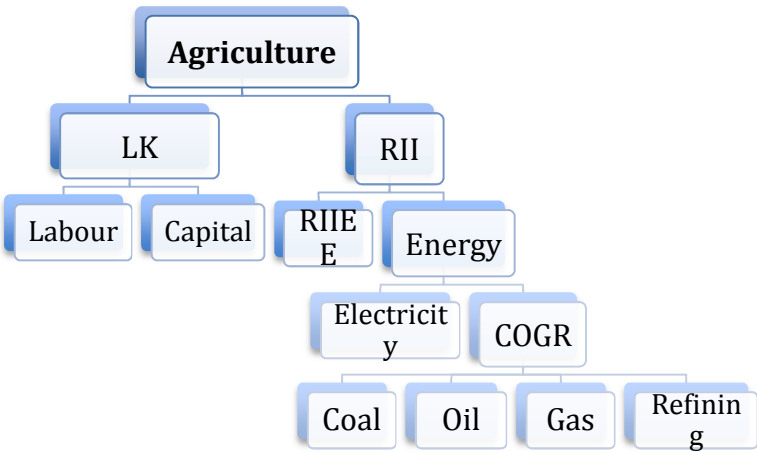 Agriculture
LK
RII
Labour
Capital
RIIE
E
Energy
Electricit
y
COGR
Coal
Oil
Gas
Refinin
g